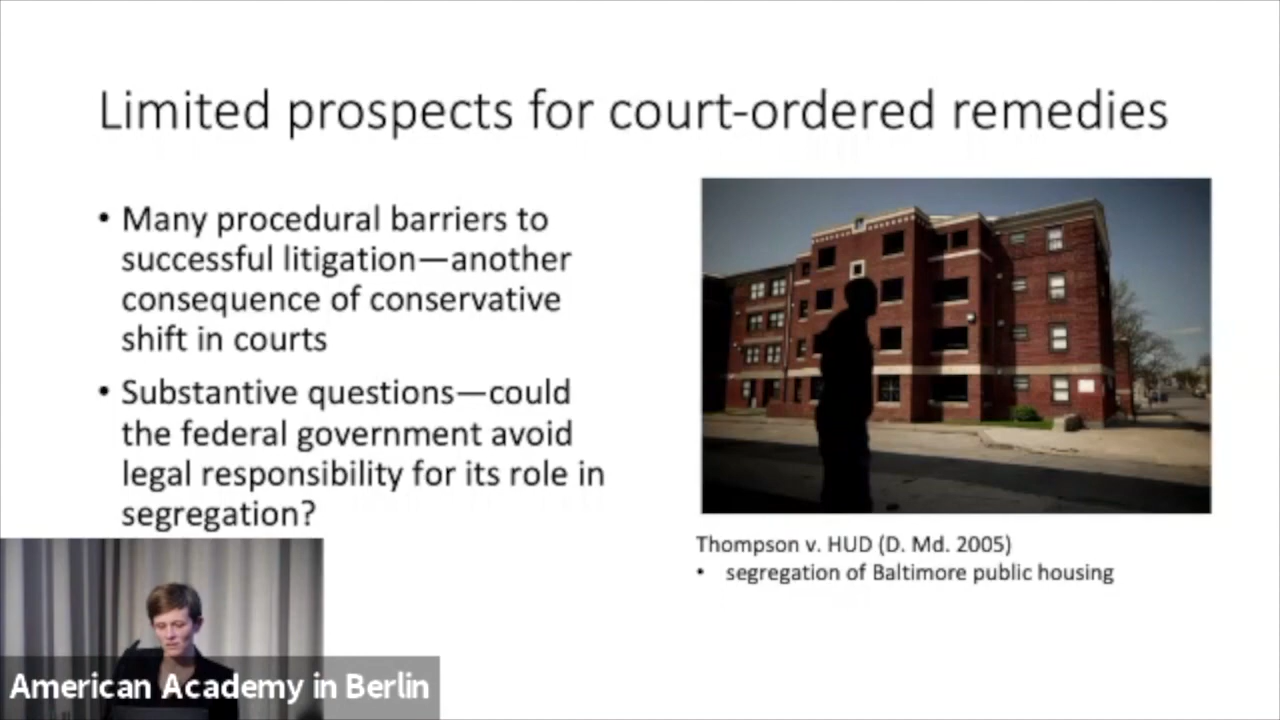 Limited prospects for court-ordered remedies
• Many procedural barriers to
successful litigation—another
consequence of conservative
shift in courts
• Substantive questions—could
the federal government avoid
legal responsibility for its role in
segregation?
Thompson v. HUD (D. Md. 2005)
• segregation of Baltimore public housing
American Academy in Berlin